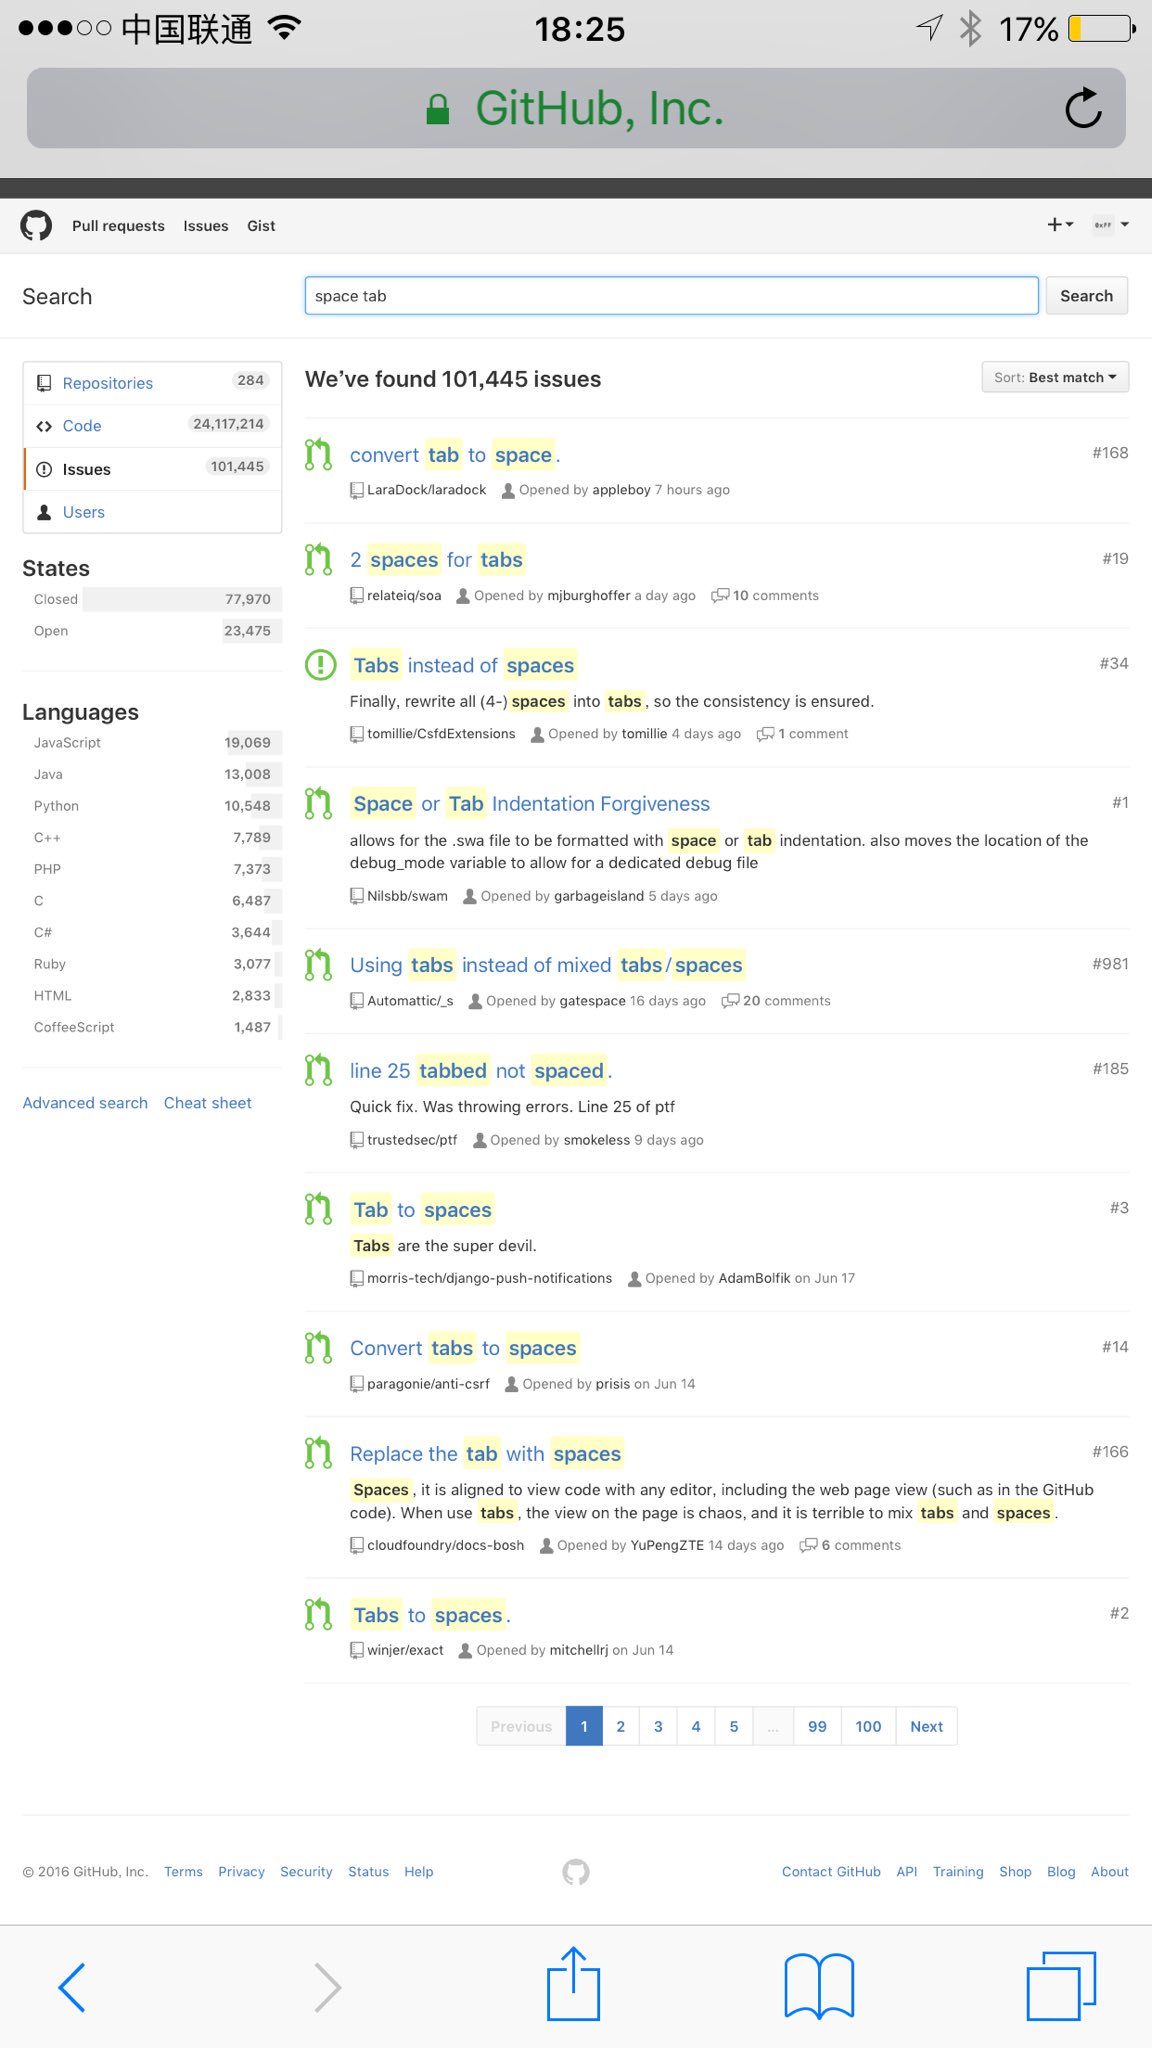 中国联通 18:25 17%
GitHub, Inc.
Pull requests Issues Gist
Search space tab Search
Repositories 284
Code 24,117,214
Issues 101,445
Users
States
Closed 77,970
Open 23,475
Languages
JavaScript 19,069
Java 13,008
Python 10,548
C++ 7,789
PHP 7,373
C 6,487
C# 3,644
Ruby 3,077
HTML 2,833
CoffeeScript 1,487
Advanced search Cheat sheet
We’ve found 101,445 issues Sort: Best match
convert tab to space. #168
LaraDock/laradock Opened by appleboy 7 hours ago
2 spaces for tabs #19
relateiq/soa Opened by mjburghoffer a day ago 10 comments
Tabs instead of spaces #34
Finally, rewrite all (4-)spaces into tabs, so the consistency is ensured.
tomillie/CsfdExtensions Opened by tomillie 4 days ago 1 comment
Space or Tab Indentation Forgiveness #1
allows for the .swa file to be formatted with space or tab indentation. also moves the location of the
debug_mode variable to allow for a dedicated debug file
Nilsbb/swam Opened by garbageisland 5 days ago
Using tabs instead of mixed tabs/spaces #981
Automattic/_s Opened by gatespace 16 days ago 20 comments
line 25 tabbed not spaced. #185
Quick fix. Was throwing errors. Line 25 of ptf
trustedsec/ptf Opened by smokeless 9 days ago
Tab to spaces #3
Tabs are the super devil.
morris-tech/django-push-notifications Opened by AdamBolfik on Jun 17
Convert tabs to spaces #14
paragonie/anti-csrf Opened by prisis on Jun 14
Replace the tab with spaces #166
Spaces, it is aligned to view code with any editor, including the web page view (such as in the GitHub
code). When use tabs, the view on the page is chaos, and it is terrible to mix tabs and spaces.
cloudfoundry/docs-bosh Opened by YuPengZTE 14 days ago 6 comments
Tabs to spaces. #2
winjer/exact Opened by mitchellrj on Jun 14
Previous 1 2 3 4 5 ... 99 100 Next
© 2016 GitHub, Inc. Terms Privacy Security Status Help Contact GitHub API Training Shop Blog About